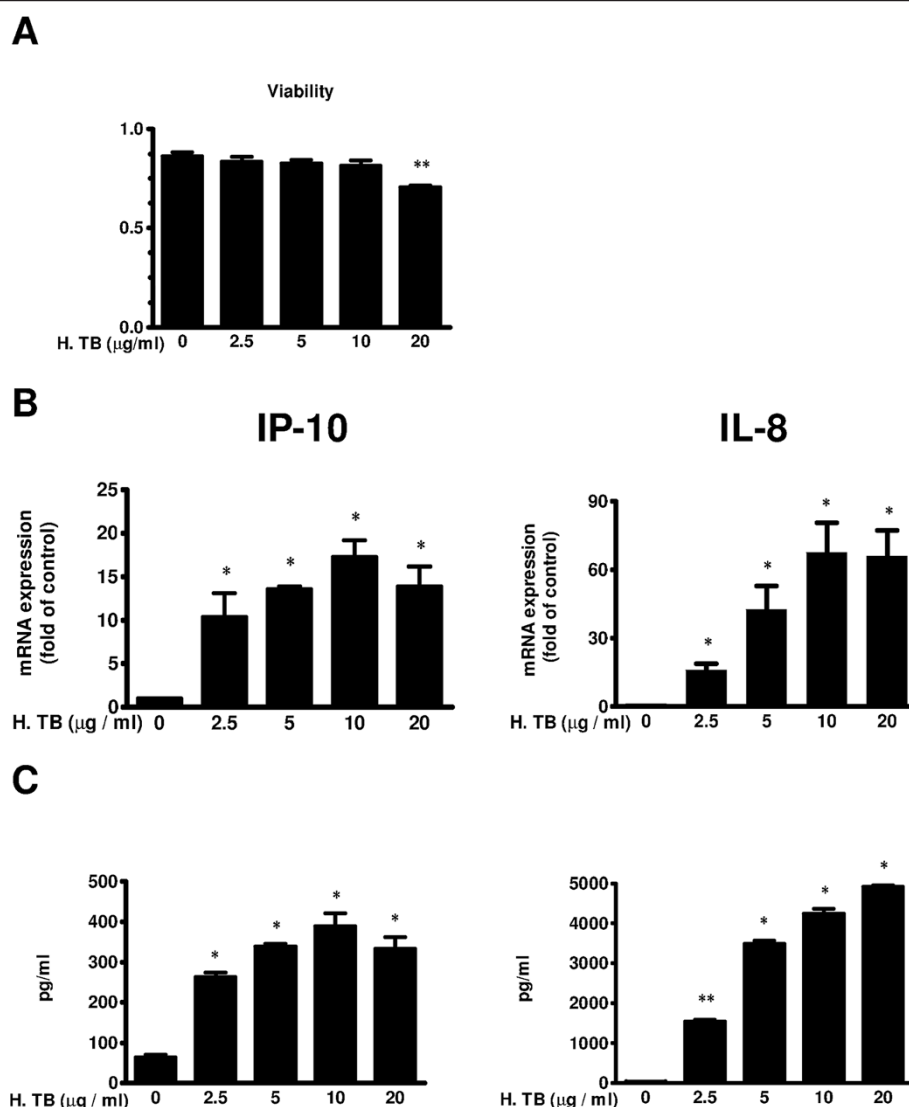 A
Viability
1.0
**
0.5
0.0
H. TB (μg/ml) 0 2.5 5 10 20
B
IP-10
mRNA expression
(fold of control)
25
20
15
10
5
0
* * * *
H. TB (μg / ml) 0 2.5 5 10 20
IL-8
mRNA expression
(fold of control)
90
60
30
0
* * * *
0 2.5 5 10 20
C
pg/ml
500
400
300
200
100
0
* * * *
H. TB (μg / ml) 0 2.5 5 10 20
pg/ml
5000
4000
3000
2000
1000
0
** * * *
H. TB (μg / ml) 0 2.5 5 10 20
H. TB (μg / ml)